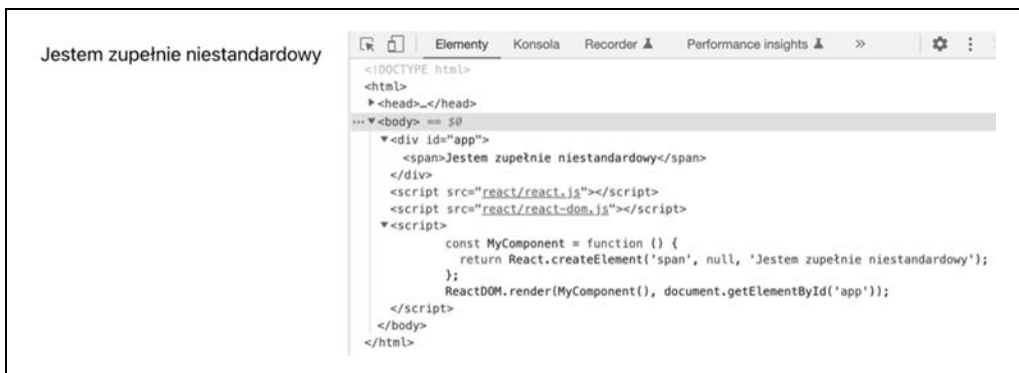 Jestem zupełnie niestandardowy
Elementy Konsola Recorder Performance insights »
<!DOCTYPE html>
<html>
▶<head>…</head>
··· ▼<body> == $0
▼<div id="app">
<span>Jestem zupełnie niestandardowy</span>
</div>
<script src="react/react.js"></script>
<script src="react/react-dom.js"></script>
▼<script>
const MyComponent = function () {
return React.createElement('span', null, 'Jestem zupełnie niestandardowy');
};
ReactDOM.render(MyComponent(), document.getElementById('app'));
</script>
</body>
</html>